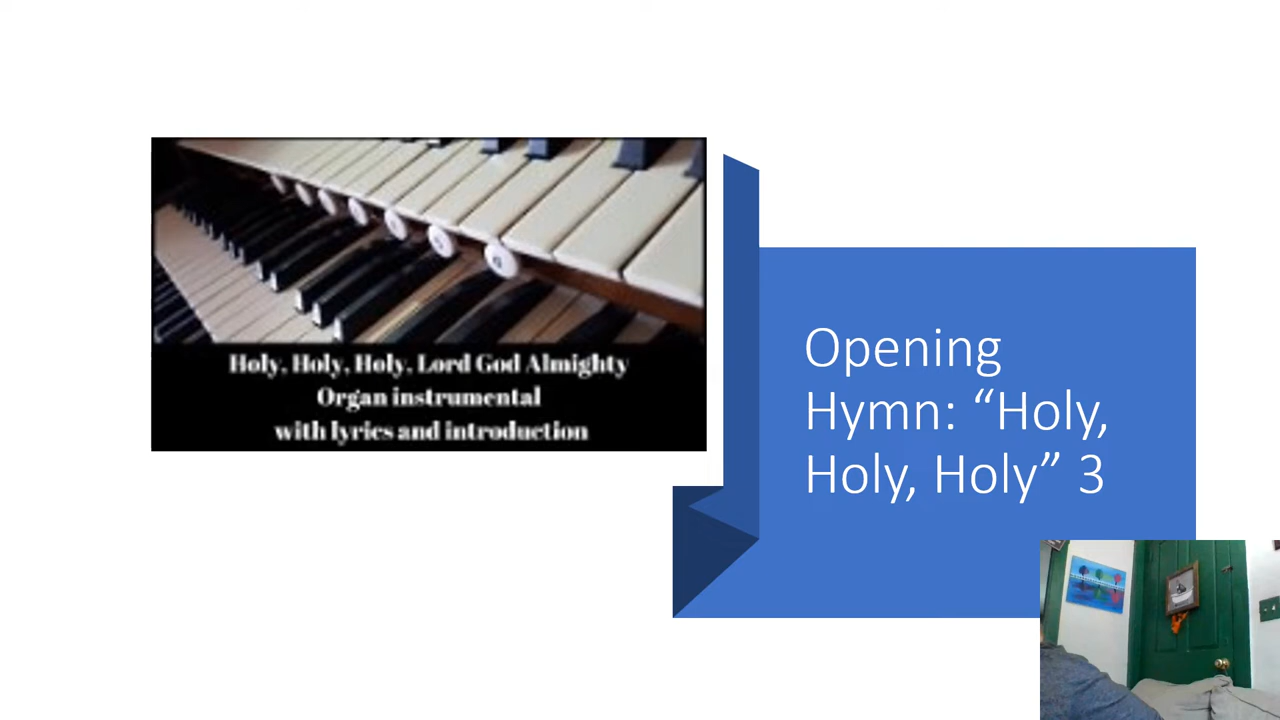 Holy, Holy, Holy, Lord God Almighty
Organ instrumental
with lyrics and introduction
Opening
Hymn: “Holy,
Holy, Holy” 3